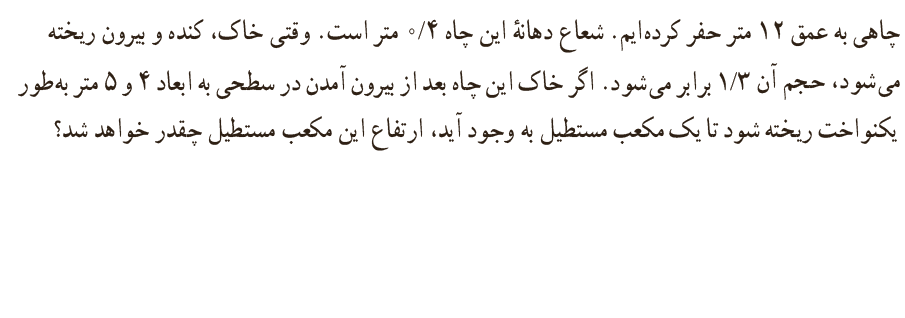 چاهی به عمق ۱۲ متر حفر کرده‌ایم. شعاع دهانهٔ این چاه ۰/۴ متر است. وقتی خاک، کنده و بیرون ریخته
می‌شود، حجم آن ۱/۳ برابر می‌شود. اگر خاک این چاه بعد از بیرون آمدن در سطحی به ابعاد ۴ و ۵ متر به‌طور
یکنواخت ریخته شود تا یک مکعب مستطیل به وجود آید، ارتفاع این مکعب مستطیل چقدر خواهد شد؟